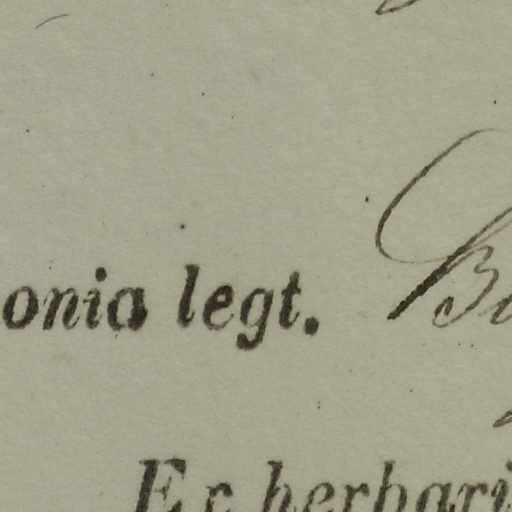 onia legt.
Ex herbari